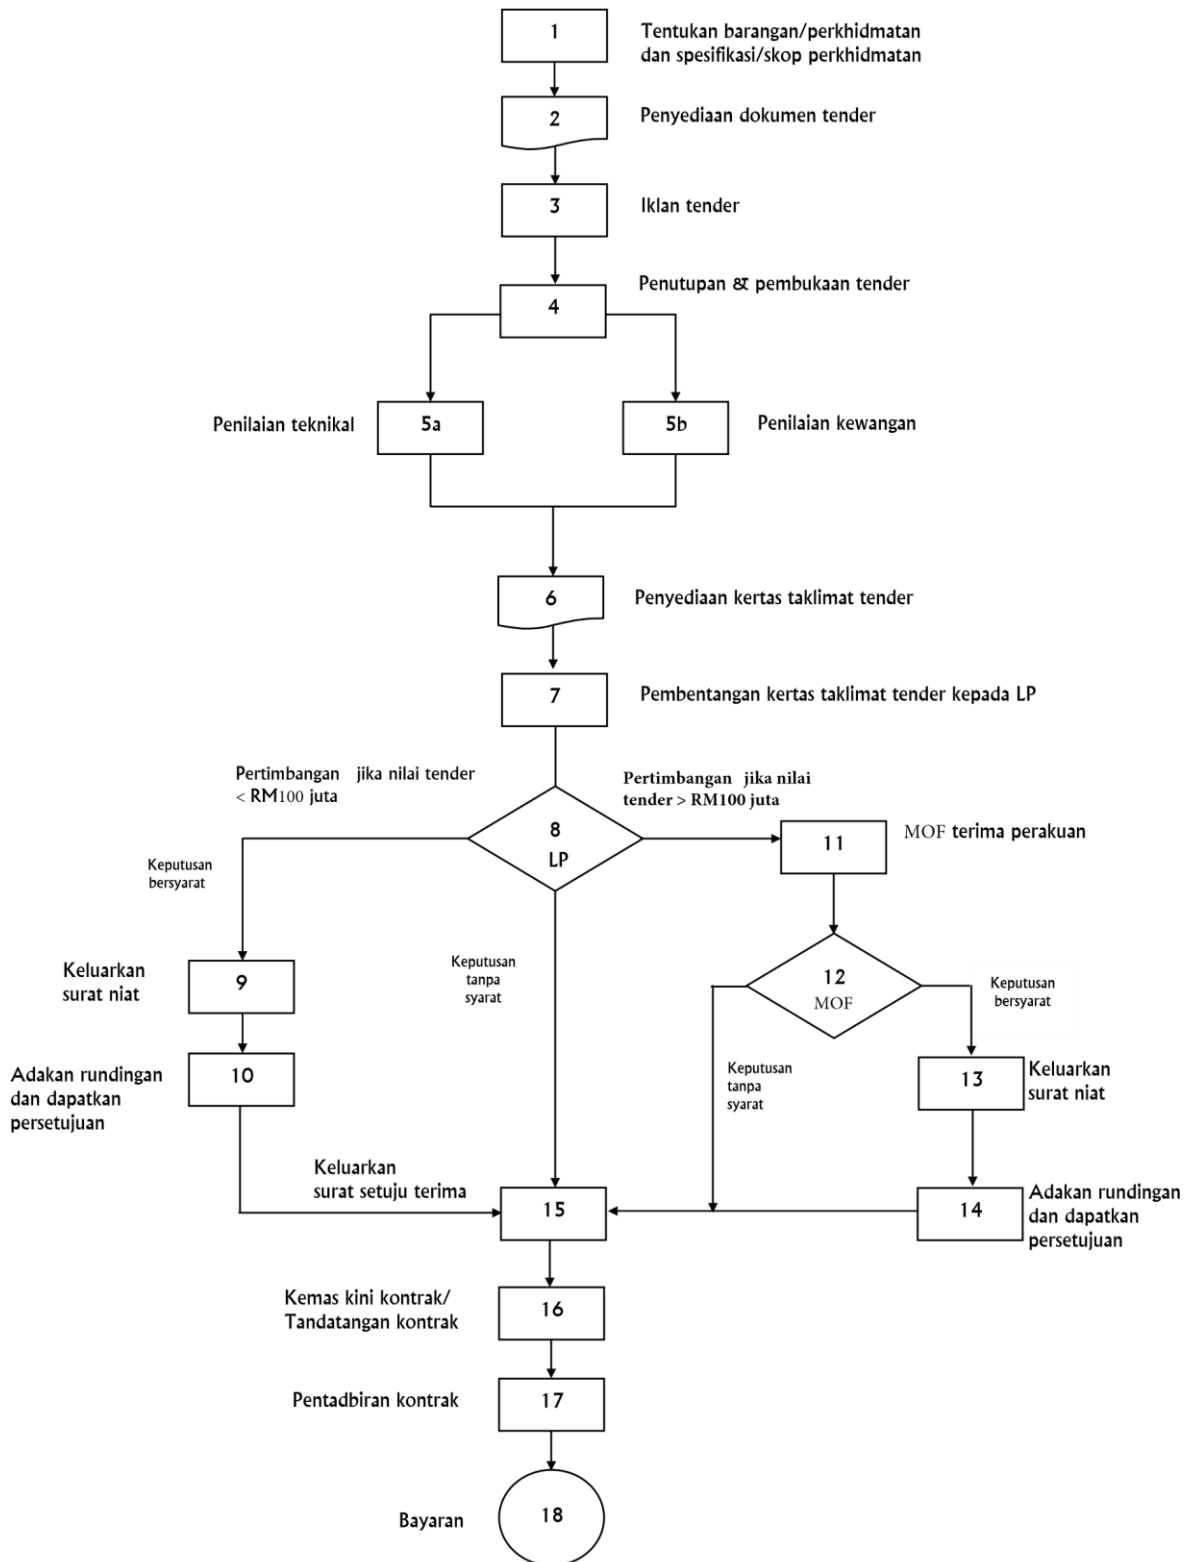 1
Tentukan barangan/perkhidmatan
dan spesifikasi/skop perkhidmatan
2
Penyediaan dokumen tender
3
Iklan tender
Penutupan & pembukaan tender
4
Penilaian teknikal
5a
5b
Penilaian kewangan
6
Penyediaan kertas taklimat tender
7
Pembentangan kertas taklimat tender kepada LP
Pertimbangan jika nilai tender
< RM100 juta
Pertimbangan jika nilai
tender > RM100 juta
8
LP
11
MOF terima perakuan
Keputusan
bersyarat
Keluarkan
surat niat
9
Keputusan
tanpa
syarat
12
MOF
Keputusan
bersyarat
Adakan rundingan
dan dapatkan
persetujuan
10
Keputusan
tanpa
syarat
13
Keluarkan
surat niat
Keluarkan
surat setuju terima
15
14
Adakan rundingan
dan dapatkan
persetujuan
Kemas kini kontrak/
Tandatangan kontrak
16
Pentadbiran kontrak
17
Bayaran
18